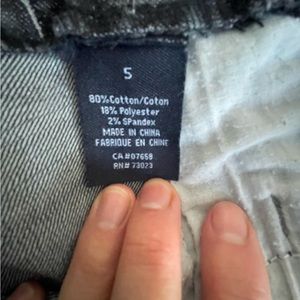 5
80%Cotton/Coton
18% Polyester
2% SPandex
MADE IN CHINA
FABRIQUE EN CHINE
CA#07658
RN# 73023